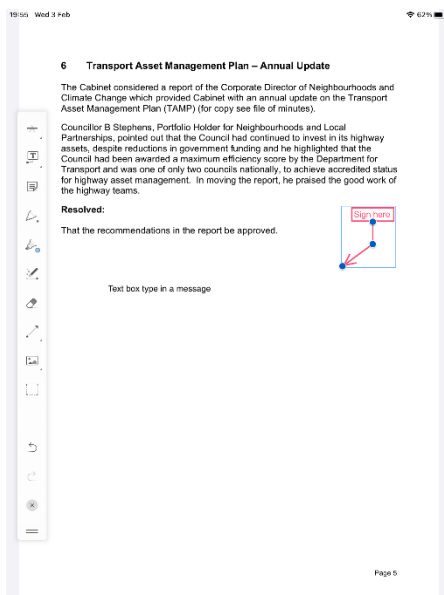 19:55 Wed 3 Feb
62%
6 Transport Asset Management Plan – Annual Update
The Cabinet considered a report of the Corporate Director of Neighbourhoods and
Climate Change which provided Cabinet with an annual update on the Transport
Asset Management Plan (TAMP) (for copy see file of minutes).
Councillor B Stephens, Portfolio Holder for Neighbourhoods and Local
Partnerships, pointed out that the Council had continued to invest in its highway
assets, despite reductions in government funding and he highlighted that the
Council had been awarded a maximum efficiency score by the Department for
Transport and was one of only two councils nationally, to achieve accredited status
for highway asset management. In moving the report, he praised the good work of
the highway teams.
Resolved:
Sign here
That the recommendations in the report be approved.
Text box type in a message
Page 5